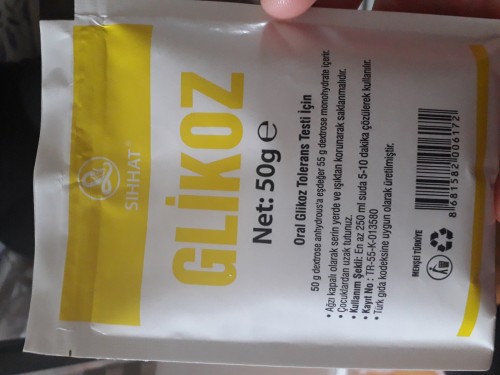 SIHHAT
GLİKOZ
Net: 50g e
Oral Glikoz Tolerans Testi İçin
50 g dextrose anhydrous'a eşdeğer 55 g dextrose monohydrate içerir.
• Ağzı kapalı olarak serin yerde ve ışıktan korunarak saklanmalıdır.
• Çocuklardan uzak tutunuz.
• Kullanım Şekli: En az 250 ml suda 5-10 dakika çözülerek kullanılır.
• Kayıt No : TR-55-K-013580
• Türk gıda kodeksine uygun olarak üretilmiştir.
MENŞEİ TÜRKİYE
8 681582 006172